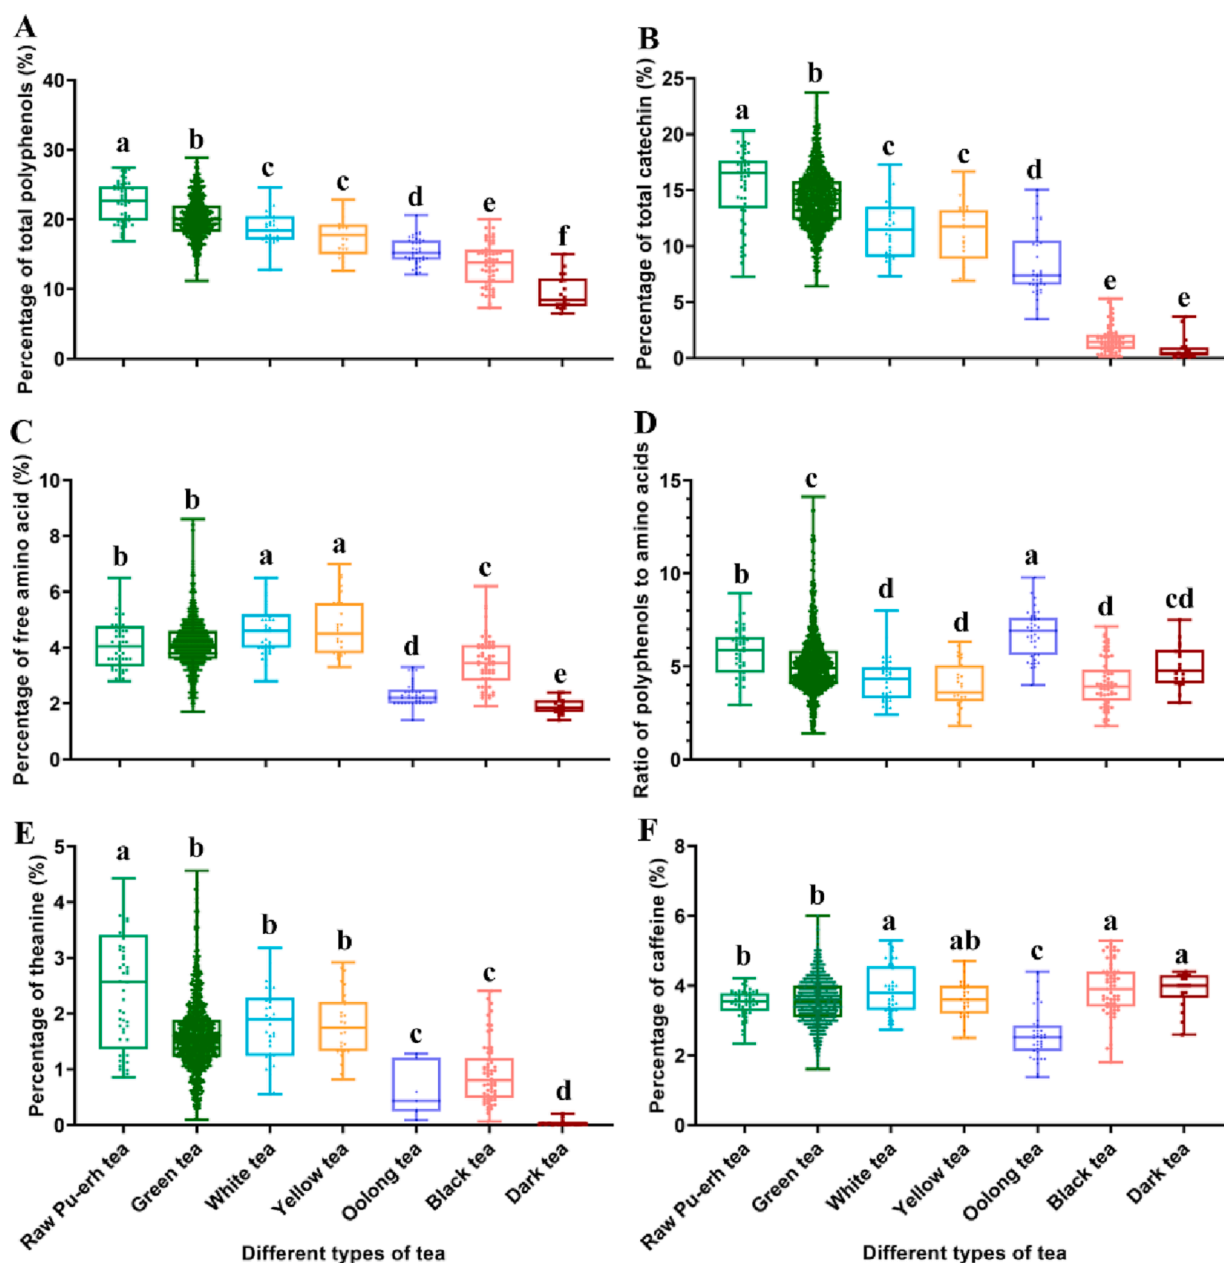 A
Percentage of total polyphenols (%)
40
30
20
10
0
a
b
c
c
d
e
f
B
Percentage of total catechin (%)
25
20
15
10
5
0
a
b
c
c
d
e
e
C
Percentage of free amino acid (%)
10
8
6
4
2
0
b
b
a
a
d
c
e
D
Ratio of polyphenols to amino acids
15
10
5
0
b
c
d
d
a
d
cd
E
Percentage of theanine (%)
5
4
3
2
1
0
a
b
b
b
c
c
d
Raw Pu-erh tea
Green tea
White tea
Yellow tea
Oolong tea
Black tea
Dark tea
Different types of tea
F
Percentage of caffeine (%)
8
6
4
2
0
b
b
a
ab
c
a
a
Raw Pu-erh tea
Green tea
White tea
Yellow tea
Oolong tea
Black tea
Dark tea
Different types of tea